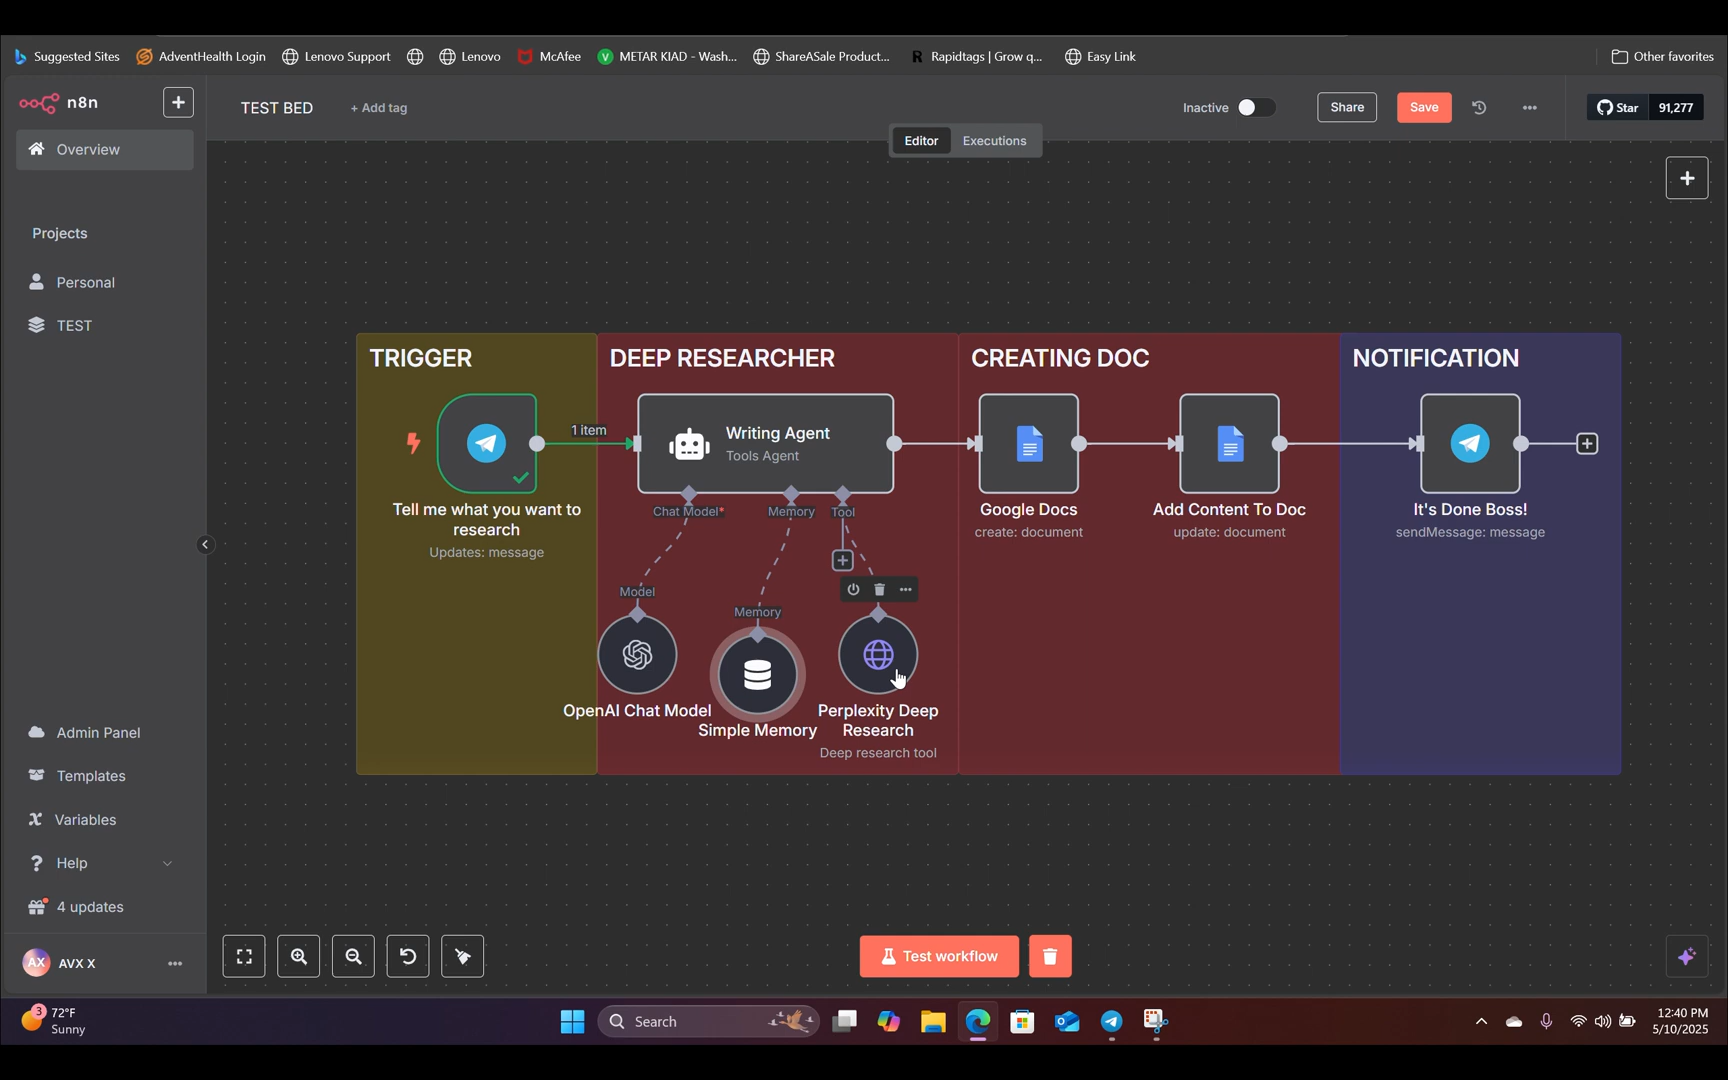 Suggested Sites AdventHealth Login Lenovo Support Lenovo McAfee V METAR KIAD - Wash... ShareASale Product... R Rapidtags | Grow q... Easy Link Other favorites
n8n +
TEST BED + Add tag Inactive Share Save ... Star 91,277
Overview
Editor Executions
+
Projects
Personal
TEST
TRIGGER DEEP RESEARCHER CREATING DOC NOTIFICATION
1 item
Writing Agent
Tools Agent
+
Tell me what you want to
research
Updates: message
Chat Model* Memory Tool
Google Docs
create: document
Add Content To Doc
update: document
It's Done Boss!
sendMessage: message
+
Model
Memory
OpenAI Chat Model
Simple Memory
Perplexity Deep
Research
Deep research tool
Admin Panel
Templates
Variables
? Help
4 updates
AX AVX X ...
Test workflow
3 72°F
Sunny
Search
12:40 PM
5/10/2025